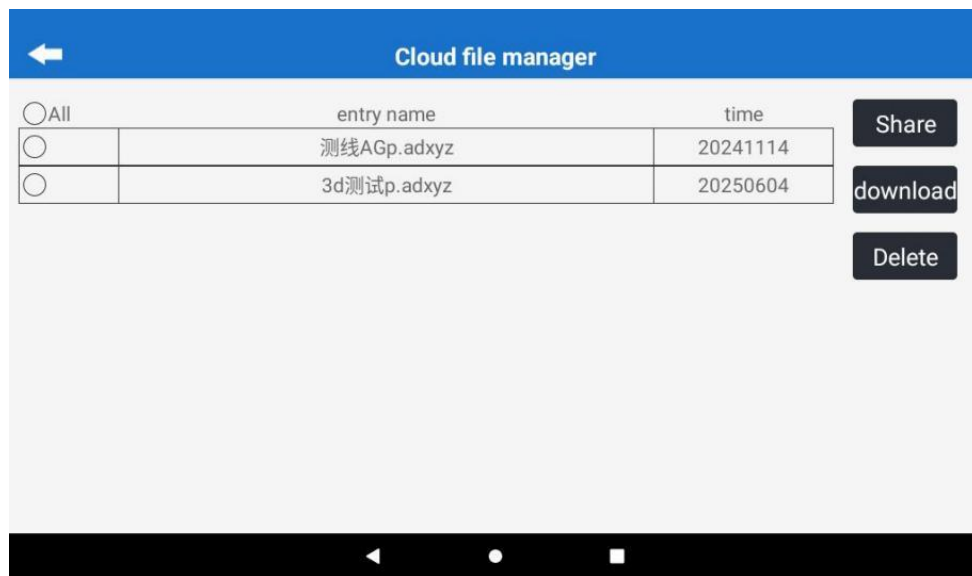 Cloud file manager
All entry name time
测线AGp.adxyz 20241114
3d测试p.adxyz 20250604
Share
download
Delete